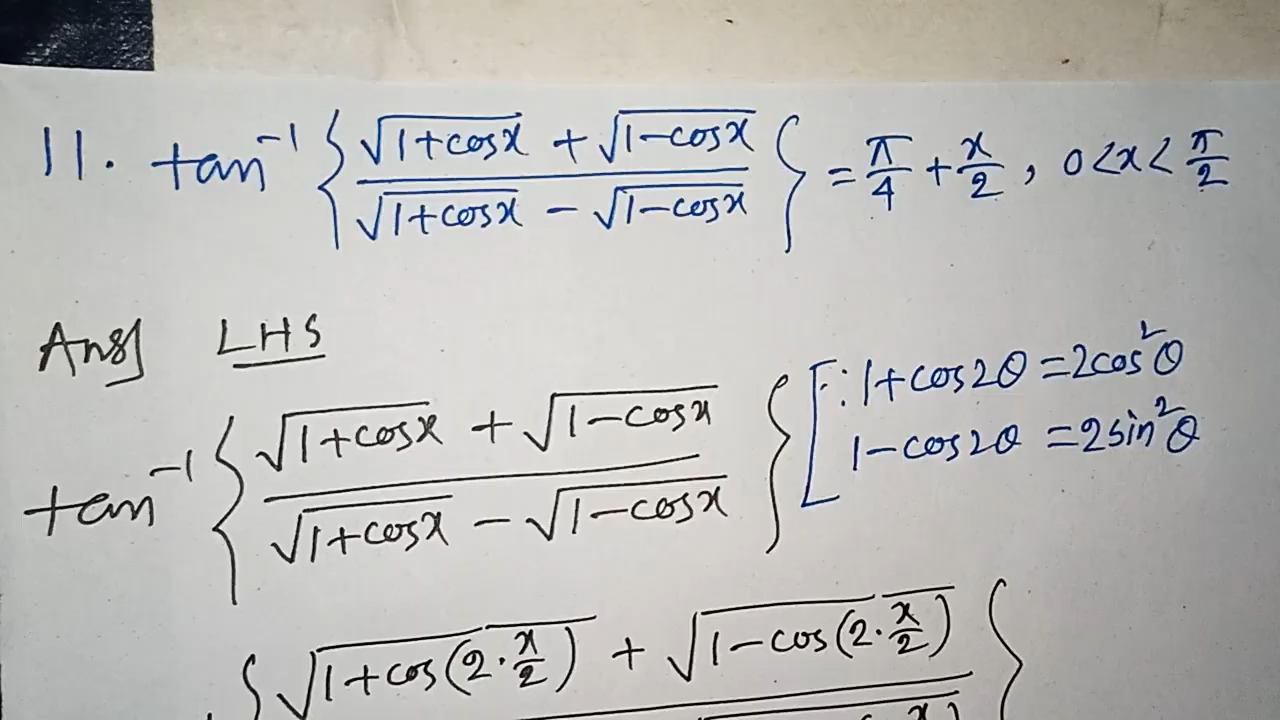 11. tan⁻¹ { (√(1+cosx) + √(1-cosx)) / (√(1+cosx) - √(1-cosx)) } = π/4 + x/2, 0<x<π/2
Ans] LHS
tan⁻¹ { (√(1+cosx) + √(1-cosx)) / (√(1+cosx) - √(1-cosx)) } [∵ 1+cos2θ = 2cos²θ
1-cos2θ = 2sin²θ
{ √(1+cos(2·x/2)) + √(1-cos(2·x/2)) }